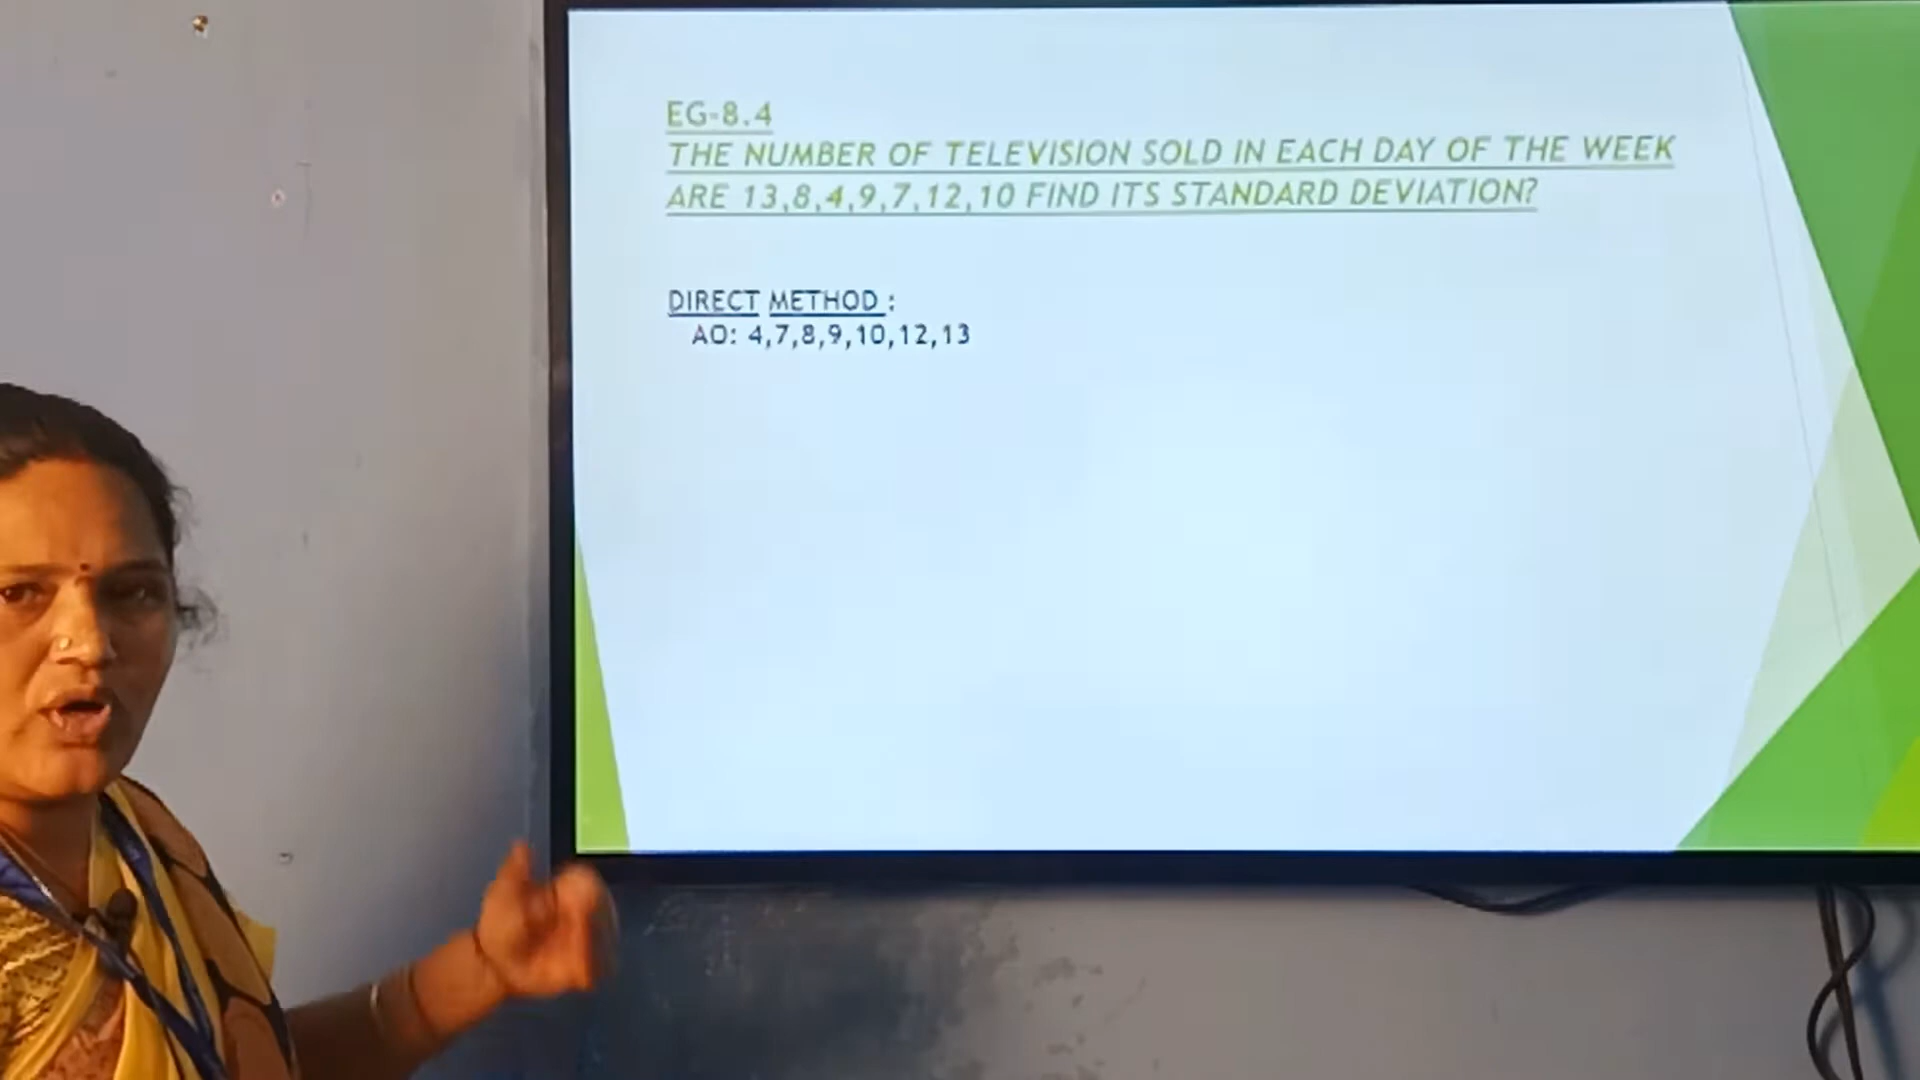 EG-8.4
THE NUMBER OF TELEVISION SOLD IN EACH DAY OF THE WEEK
ARE 13,8,4,9,7,12,10 FIND ITS STANDARD DEVIATION?
DIRECT METHOD :
AO: 4,7,8,9,10,12,13